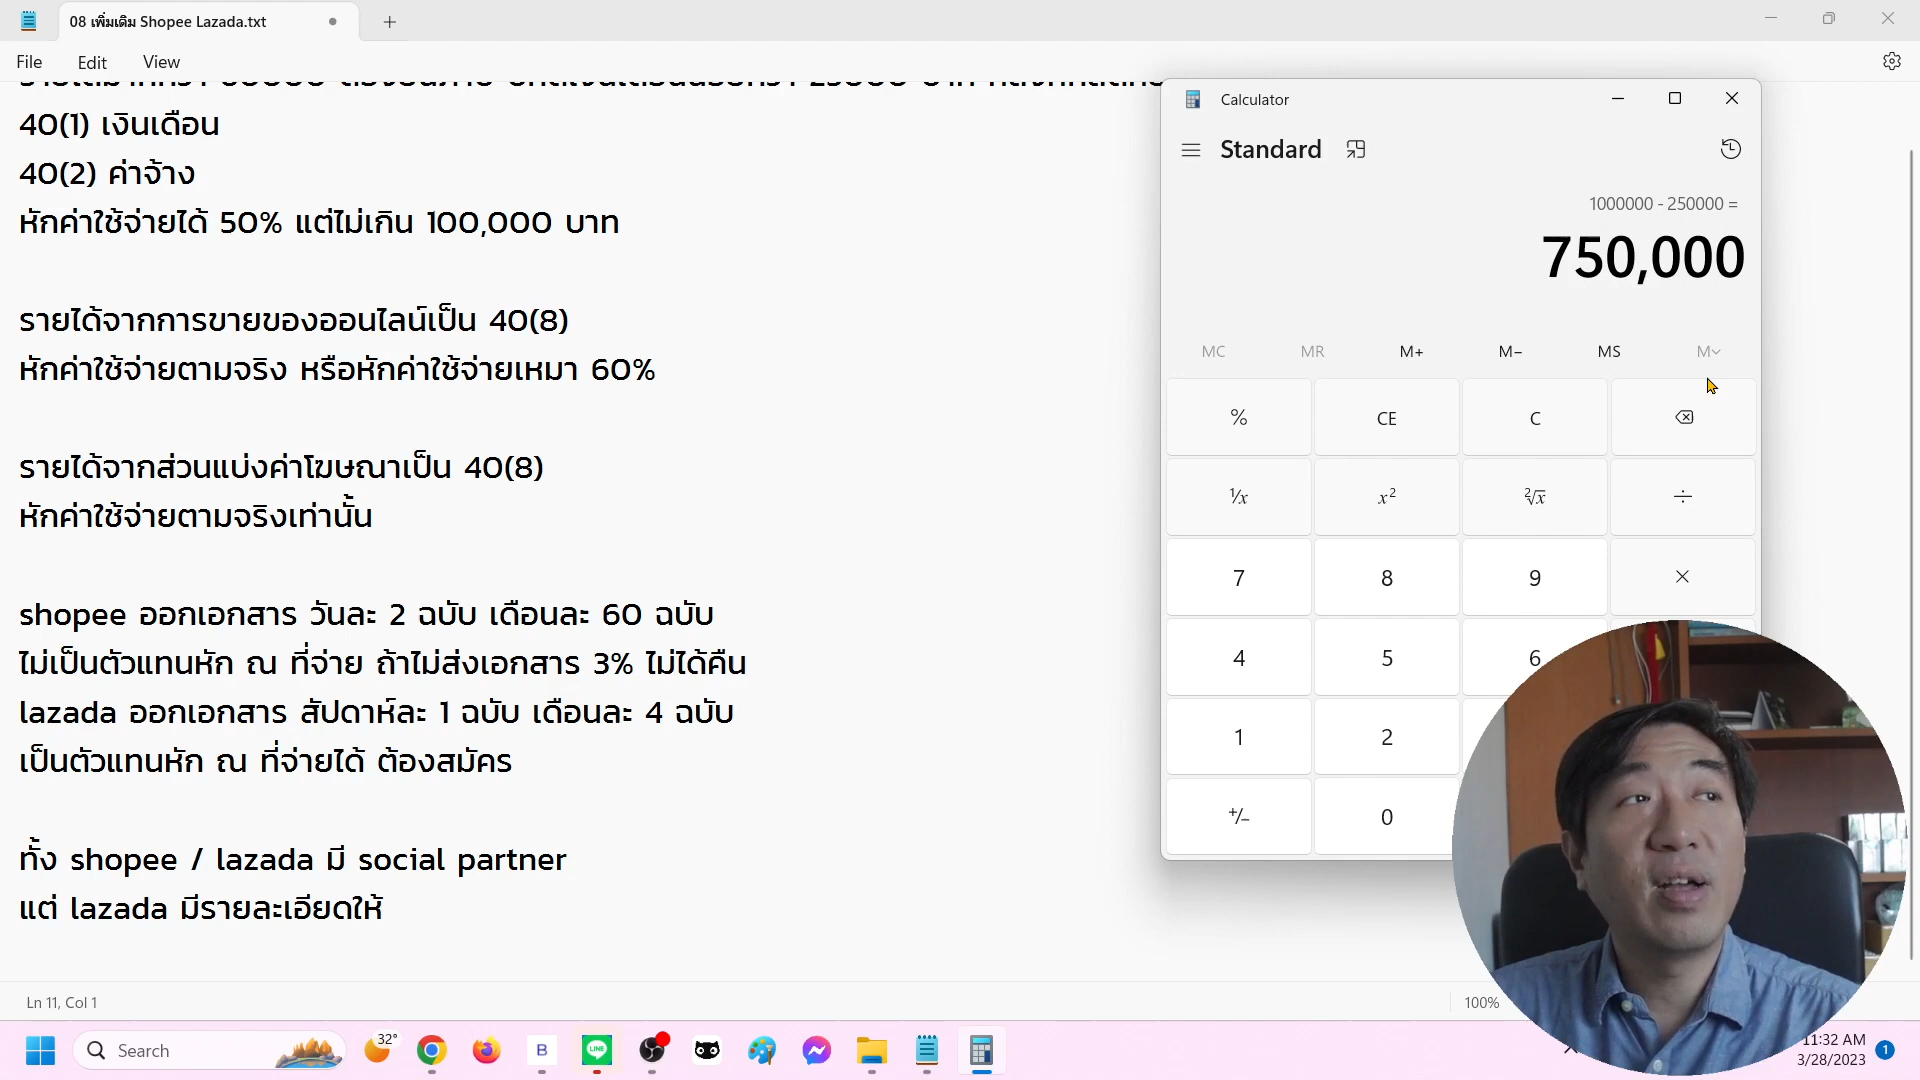 08 เพิ่มเติม Shopee Lazada.txt
File Edit View
40(1) เงินเดือน
40(2) ค่าจ้าง
หักค่าใช้จ่ายได้ 50% แต่ไม่เกิน 100,000 บาท
รายได้จากการขายของออนไลน์เป็น 40(8)
หักค่าใช้จ่ายตามจริง หรือหักค่าใช้จ่ายเหมา 60%
รายได้จากส่วนแบ่งค่าโฆษณาเป็น 40(8)
หักค่าใช้จ่ายตามจริงเท่านั้น
shopee ออกเอกสาร วันละ 2 ฉบับ เดือนละ 60 ฉบับ
ไม่เป็นตัวแทนหัก ณ ที่จ่าย ถ้าไม่ส่งเอกสาร 3% ไม่ได้คืน
lazada ออกเอกสาร สัปดาห์ละ 1 ฉบับ เดือนละ 4 ฉบับ
เป็นตัวแทนหัก ณ ที่จ่ายได้ ต้องสมัคร
ทั้ง shopee / lazada มี social partner
แต่ lazada มีรายละเอียดให้
Calculator
Standard
1000000 - 250000 =
750,000
MC MR M+ M− MS M
% CE C
¹/x x² ²√x ÷
7 8 9 ×
4 5 6
1 2
+/− 0
Ln 11, Col 1
100%
Search
32°
B
11:32 AM
3/28/2023
1